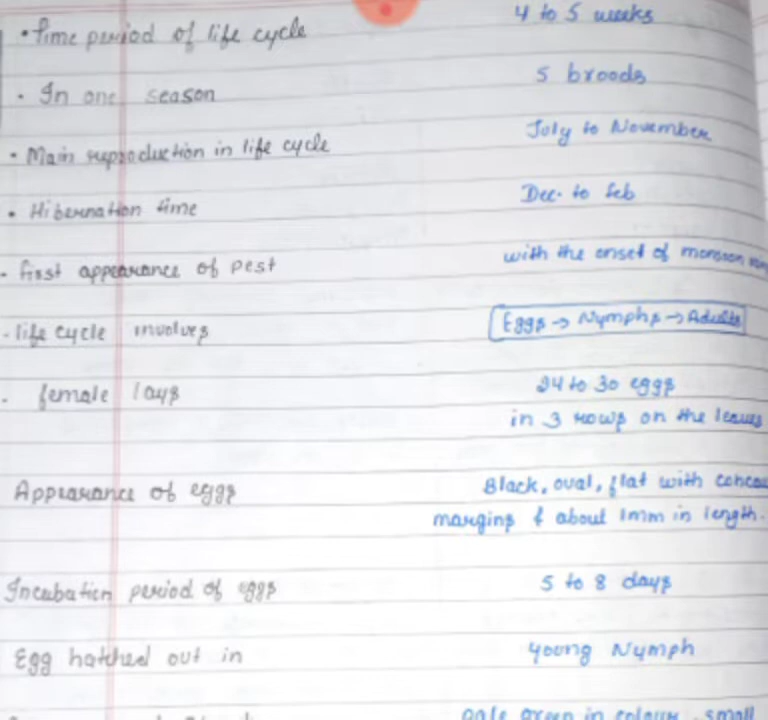 • Time period of life cycle 4 to 5 weeks
• In one season 5 broods
• Main reproduction in life cycle July to November
• Hibernation time Dec. to Feb
- first appearance of pest with the onset of monsoon
- life cycle involves Eggs → Nymphs → Adults
- female lays 24 to 30 eggs
in 3 rows on the leaves
Appearance of eggs Black, oval, flat with
margins & about 1mm in length.
Incubation period of eggs 5 to 8 days
Egg hatched out in young Nymph
pale green in colour, small